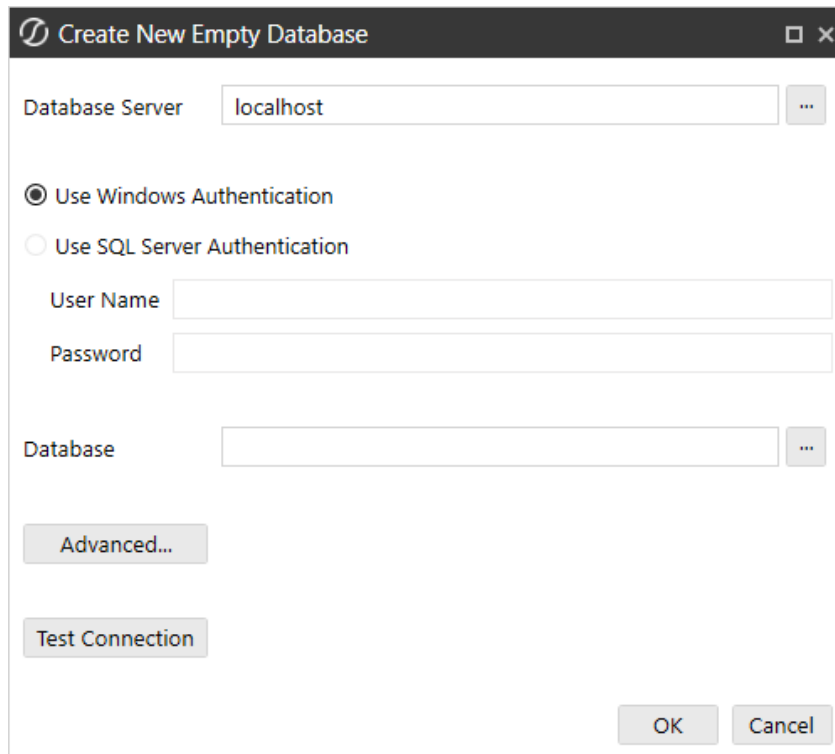 Create New Empty Database
Database Server localhost ...
Use Windows Authentication
Use SQL Server Authentication
User Name
Password
Database ...
Advanced...
Test Connection
OK Cancel